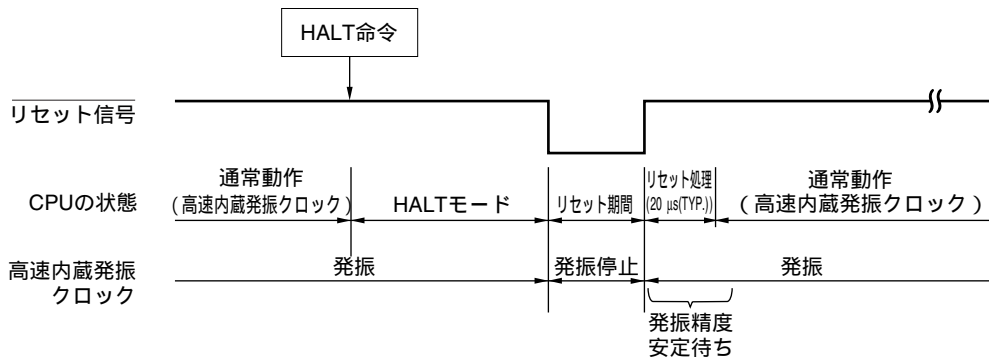 HALT命令
リセット信号
CPUの状態
通常動作
(高速内蔵発振クロック)
HALTモード
リセット期間
リセット処理
(20 μs(TYP.))
通常動作
(高速内蔵発振クロック)
高速内蔵発振
クロック
発振
発振停止
発振
発振精度
安定待ち